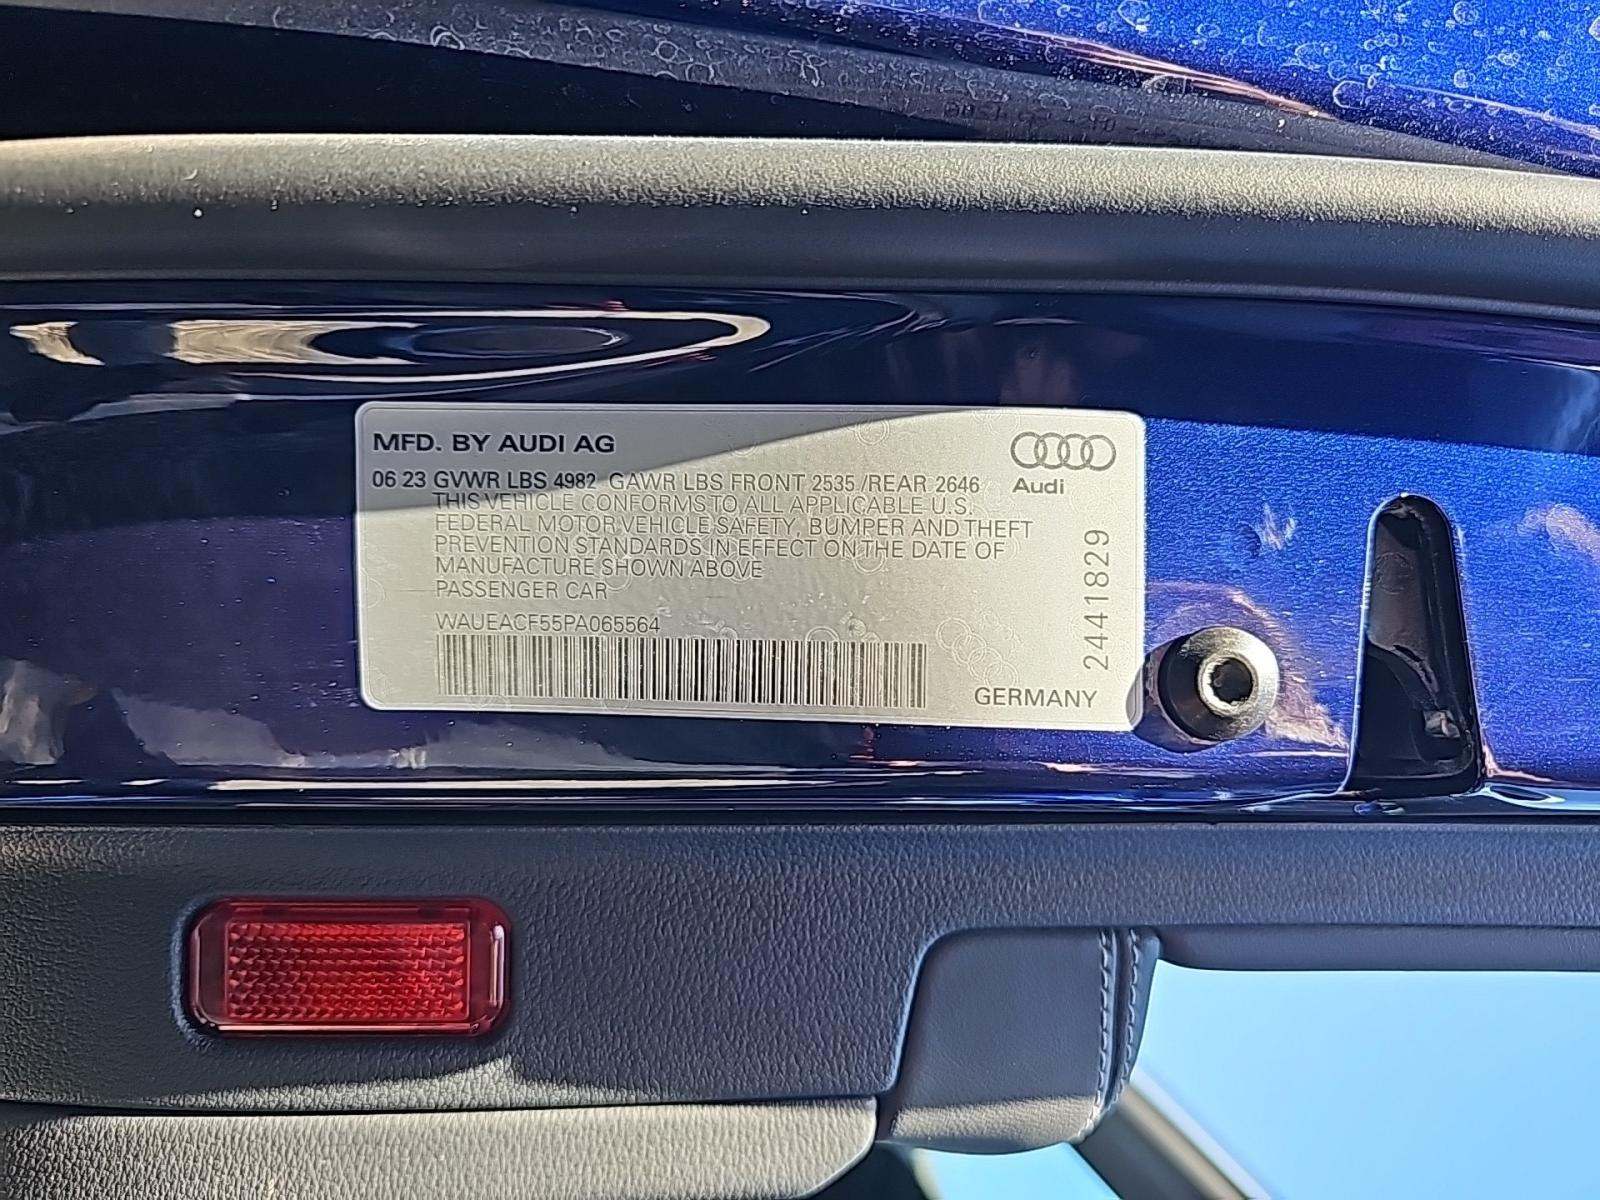 MFD. BY AUDI AG
06 23 GVWR LBS 4982 GAWR LBS FRONT 2535 /REAR 2646
Audi
THIS VEHICLE CONFORMS TO ALL APPLICABLE U.S.
FEDERAL MOTOR VEHICLE SAFETY, BUMPER AND THEFT
PREVENTION STANDARDS IN EFFECT ON THE DATE OF
MANUFACTURE SHOWN ABOVE
PASSENGER CAR
WAUEACF55PA065564
2441829
GERMANY